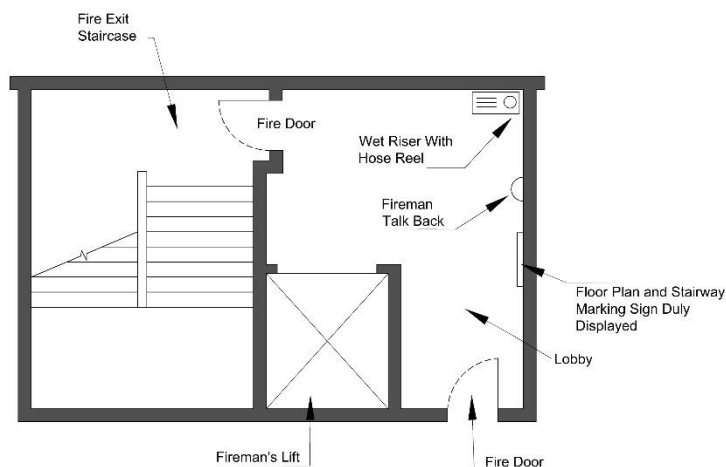 Fire Exit
Staircase
Fire Door
Wet Riser With
Hose Reel
Fireman
Talk Back
Floor Plan and Stairway
Marking Sign Duly
Displayed
Lobby
Fireman's Lift
Fire Door